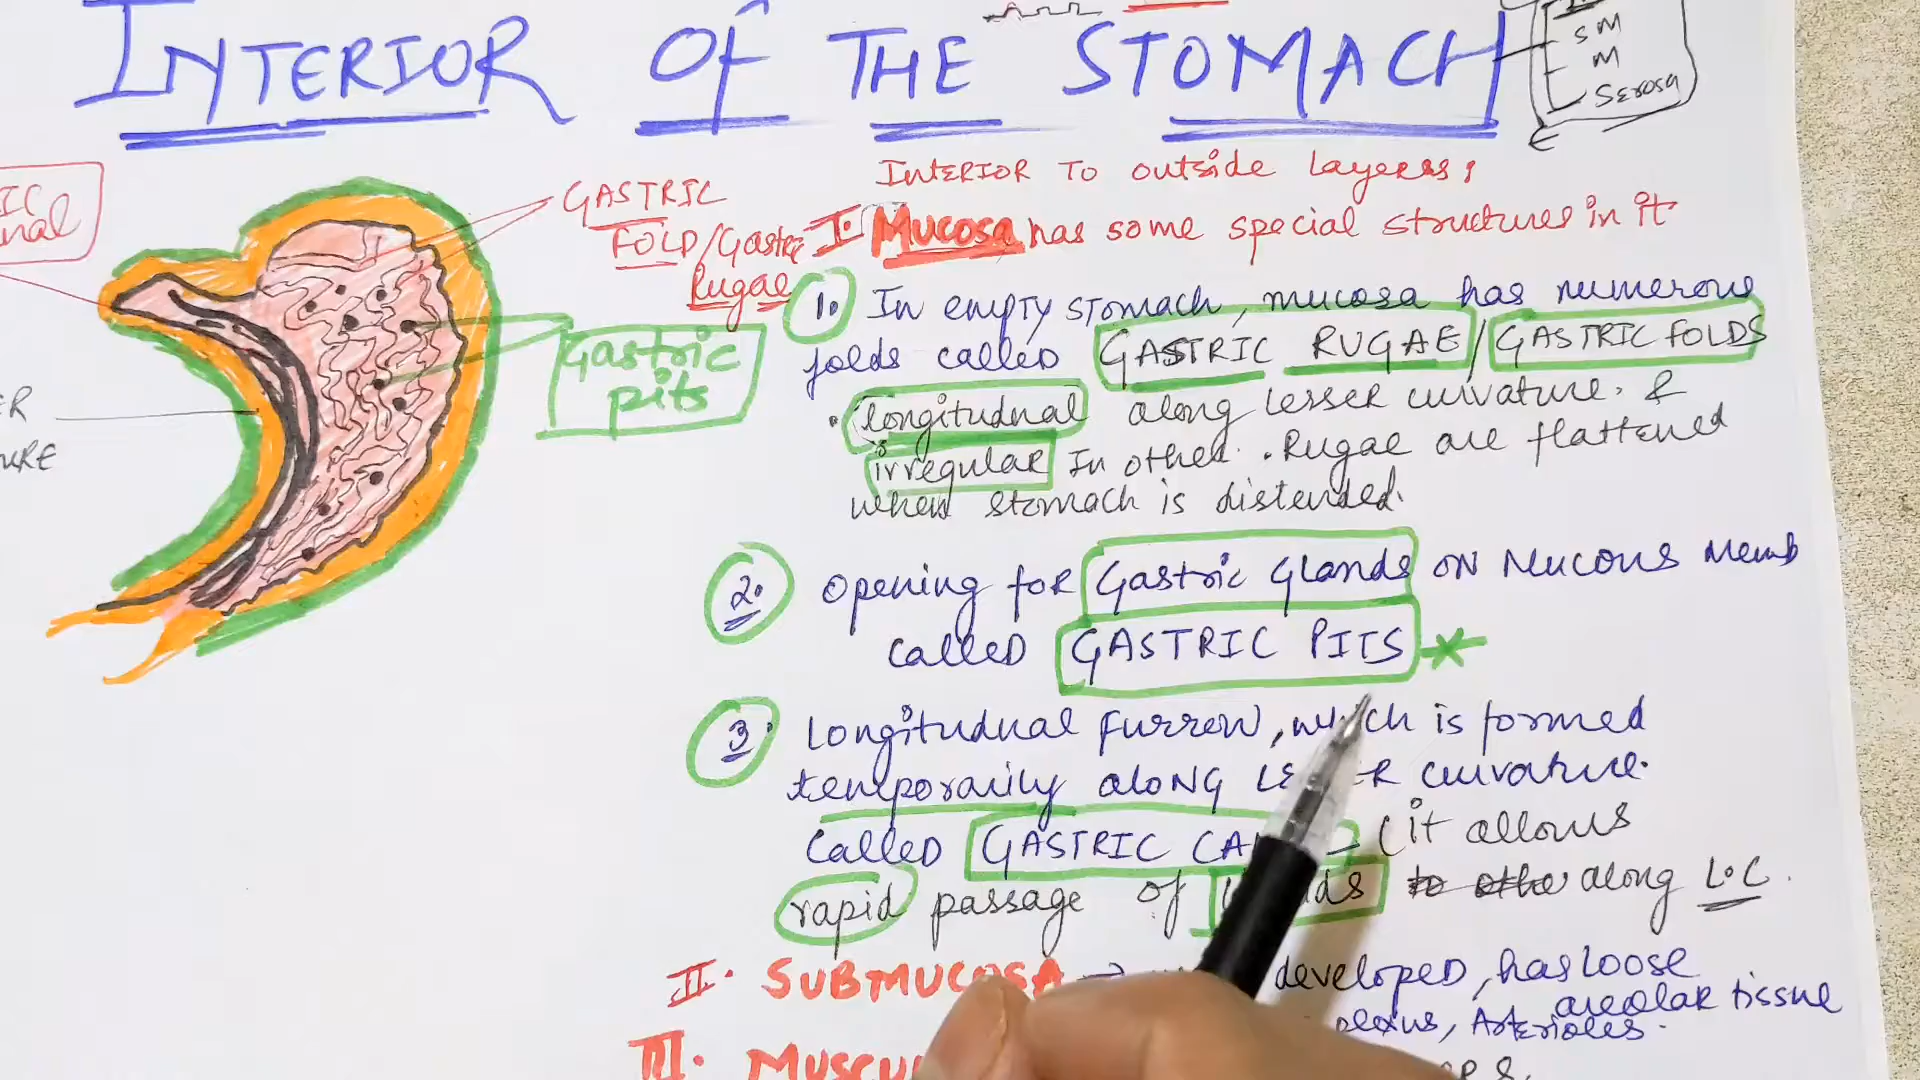 INTERIOR OF THE STOMACH
SM
M
SEROSA
INTERIOR TO outside Layeers;
I. Mucosa has some special structures in it
GASTRIC
FOLD/Gastric
Rugae
Gastric
pits
1. In empty stomach, mucosa has numerous
folds called GASTRIC RUGAE / GASTRIC FOLDS
• longitudnal along lesser curvature. &
irregular In other. • Rugae are flattened
when stomach is distended.
2. Opening for Gastric Glands ON Mucous Memb
called GASTRIC PITS
3. Longitudnal furrow, which is formed
temporarily along curvature.
called GASTRIC (it allows
rapid passage of along L.C.
II. SUBMUCOSA → developed, has loose
areolar tissue
plexus, Arterioles.
III.